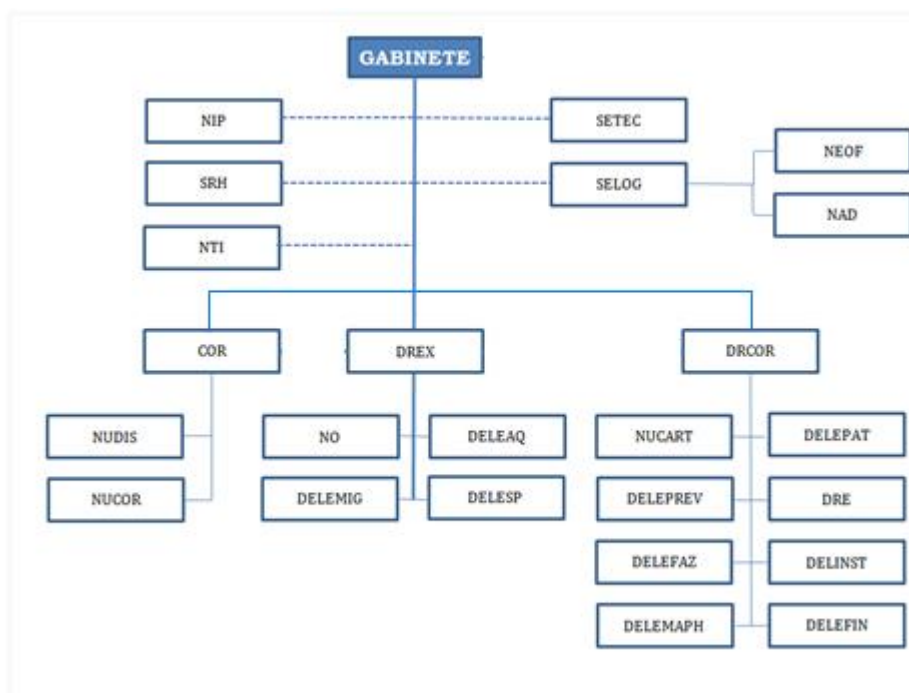 GABINETE
NIP
SETEC
NEOF
SRH
SELOG
NAD
NTI
COR
DREX
DRCOR
NUDIS
NO
DELEAQ
NUCART
DELEPAT
NUCOR
DELEMIG
DELESP
DELEPREV
DRE
DELEFAZ
DELINST
DELEMAPH
DELEFIN